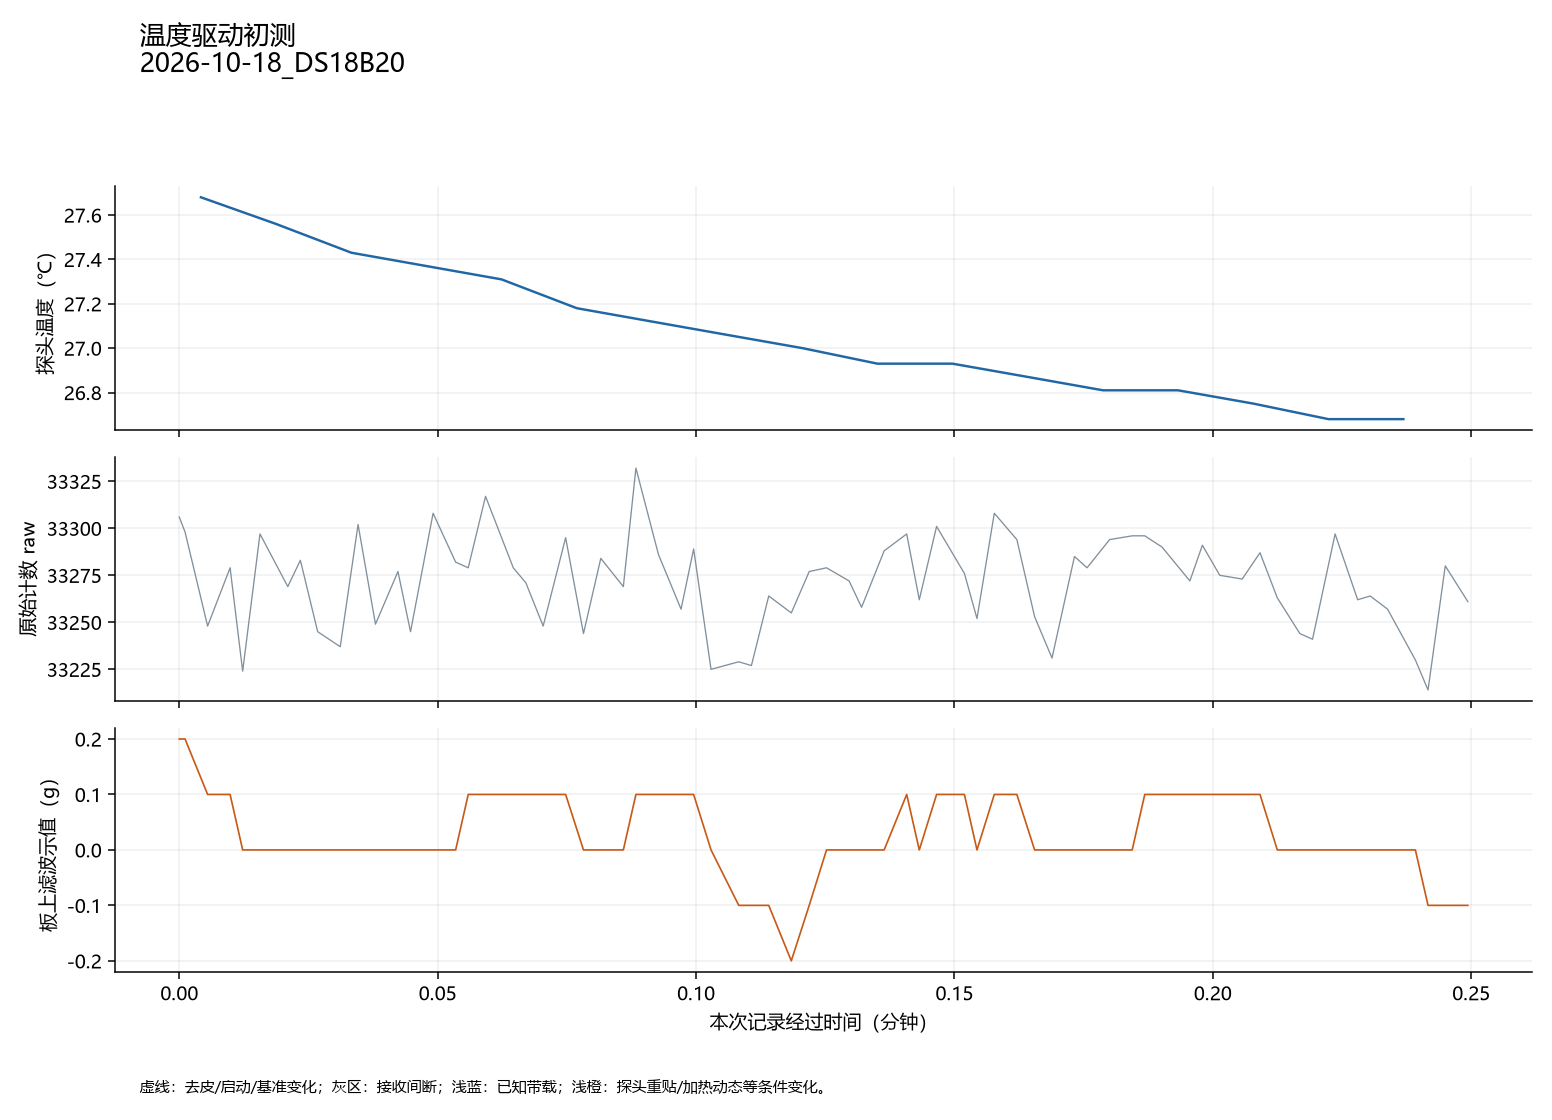 温度驱动初测
2026-10-18_DS18B20
探头温度（℃）
27.6
27.4
27.2
27.0
26.8
原始计数 raw
33325
33300
33275
33250
33225
板上滤波示值（g）
0.2
0.1
0.0
-0.1
-0.2
0.00 0.05 0.10 0.15 0.20 0.25
本次记录经过时间（分钟）
虚线：去皮/启动/基准变化；灰区：接收间断；浅蓝：已知带载；浅橙：探头重贴/加热动态等条件变化。